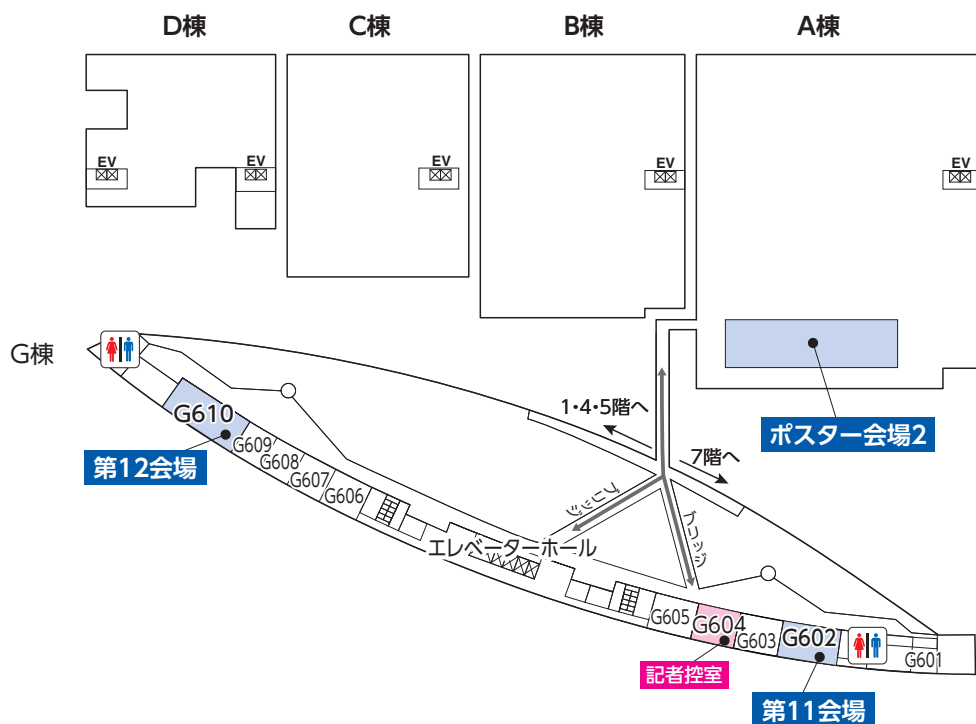 D棟
C棟
B棟
A棟
EV
EV
EV
EV
EV
G棟
1・4・5階へ
ポスター会場2
G610
7階へ
G609
第12会場
G608
G607
ブリッジ
G606
ブリッジ
エレベーターホール
G605
G604
G603
G602
G601
記者控室
第11会場